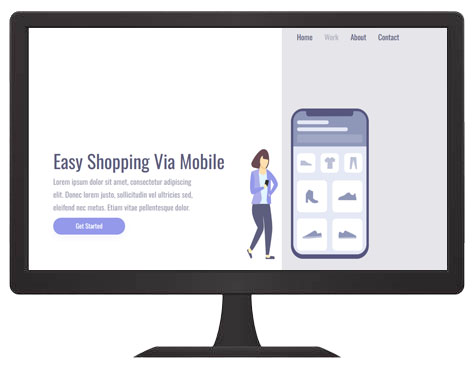 Home Work About Contact
Easy Shopping Via Mobile
Lorem ipsum dolor sit amet, consectetur adipiscing
elit. Donec lorem justo, sollicitudin vel ultricies sed,
eleifend nec metus. Etiam vitae pellentesque dolor.
Get Started